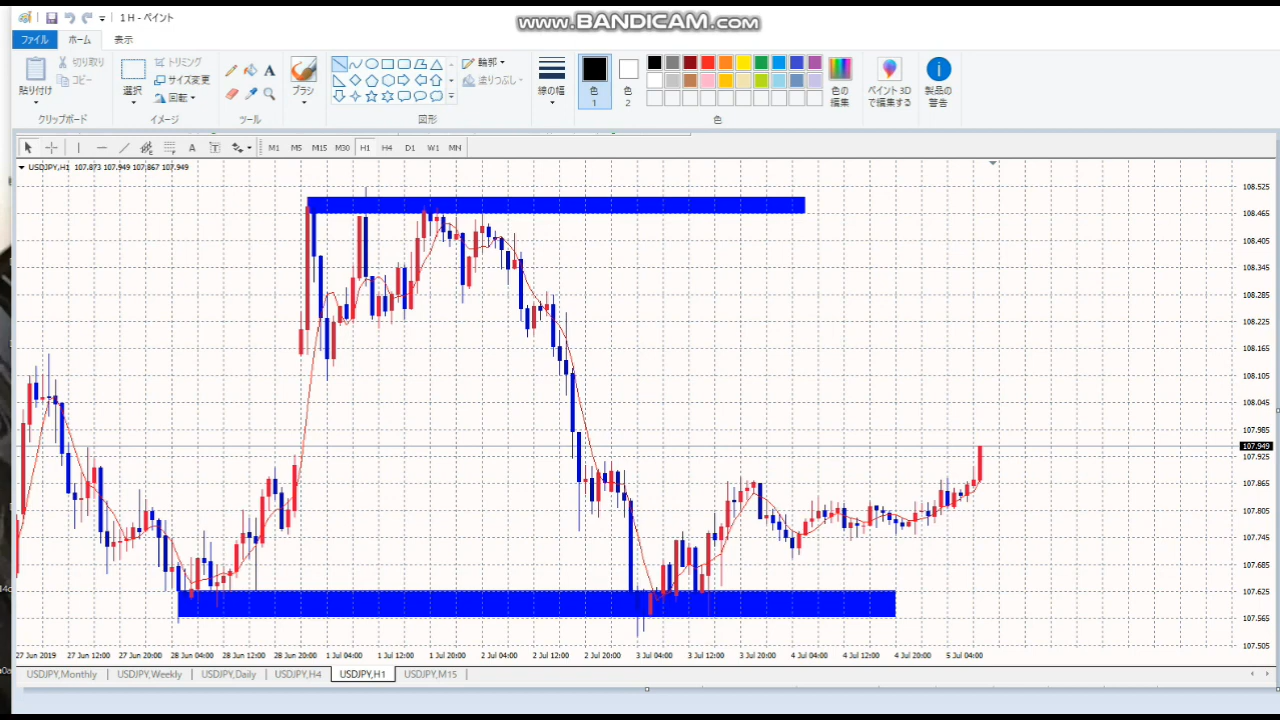 1 H - ペイント
www.BANDICAM.com
ファイル ホーム 表示
貼り付け 切り取り コピー
クリップボード
選択 トリミング サイズ変更 回転
イメージ
ツール
ブラシ
図形
輪郭 塗りつぶし
線の幅
色 1
色 2
色
色の編集
ペイント 3D で編集する
製品の警告
A T M1 M5 M15 M30 H1 H4 D1 W1 MN
USDJPY,H1 107.873 107.949 107.867 107.949
108.525
108.465
108.405
108.345
108.285
108.225
108.165
108.105
108.045
107.985
107.949
107.925
107.865
107.805
107.745
107.685
107.625
107.565
107.505
27 Jun 2019 27 Jun 12:00 27 Jun 20:00 28 Jun 04:00 28 Jun 12:00 28 Jun 20:00 1 Jul 04:00 1 Jul 12:00 1 Jul 20:00 2 Jul 04:00 2 Jul 12:00 2 Jul 20:00 3 Jul 04:00 3 Jul 12:00 3 Jul 20:00 4 Jul 04:00 4 Jul 12:00 4 Jul 20:00 5 Jul 04:00
USDJPY,Monthly USDJPY,Weekly USDJPY,Daily USDJPY,H4 USDJPY,H1 USDJPY,M15